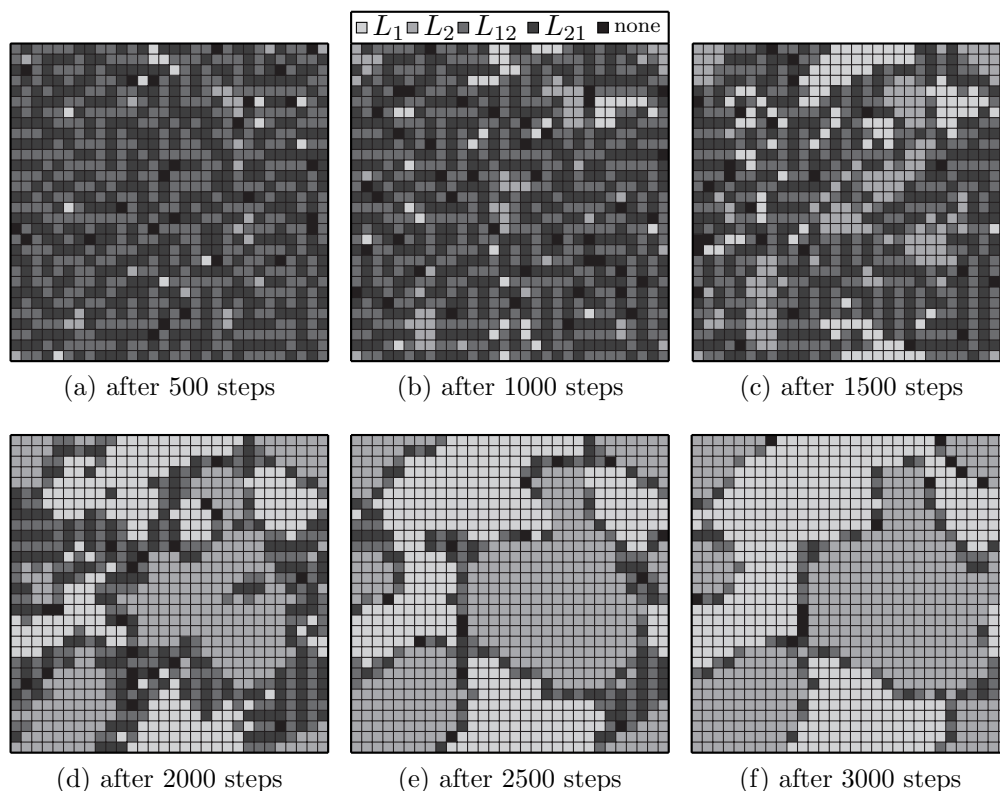 L₁ L₂ L₁₂ L₂₁ none
(a) after 500 steps (b) after 1000 steps (c) after 1500 steps
(d) after 2000 steps (e) after 2500 steps (f) after 3000 steps